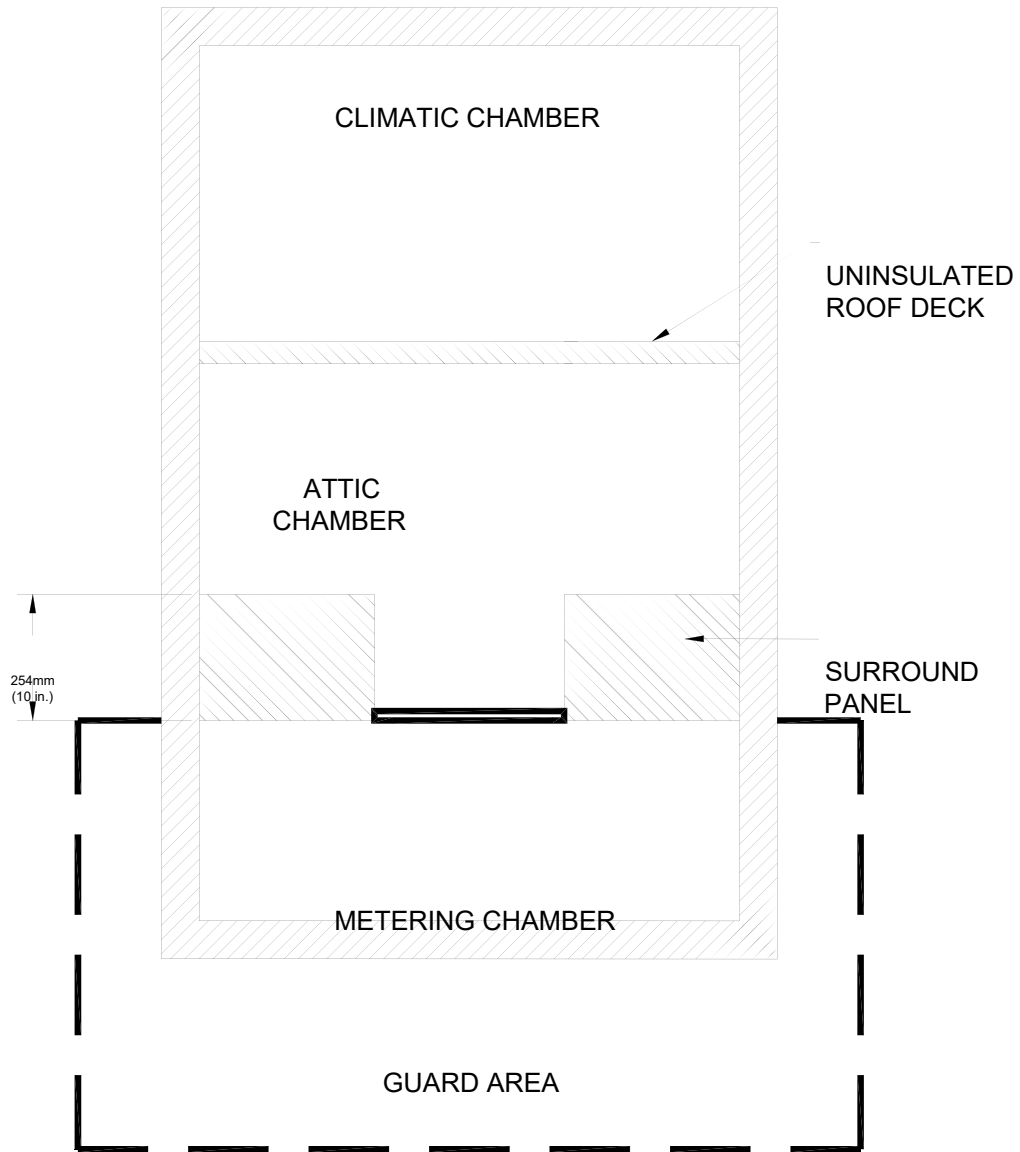 CLIMATIC CHAMBER
UNINSULATED
ROOF DECK
ATTIC
CHAMBER
254mm
(10 in.)
SURROUND
PANEL
METERING CHAMBER
GUARD AREA